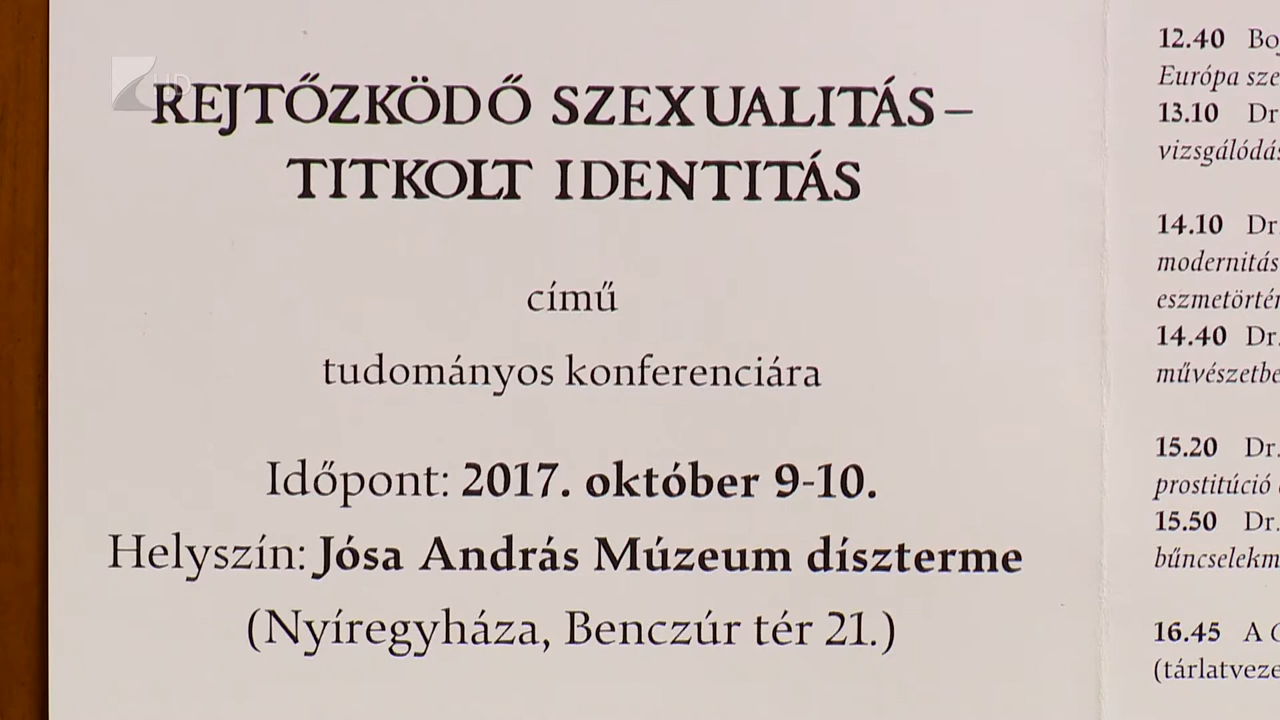 HD
REJTŐZKÖDŐ SZEXUALITÁS –
TITKOLT IDENTITÁS
című
tudományos konferenciára
Időpont: 2017. október 9-10.
Helyszín: Jósa András Múzeum díszterme
(Nyíregyháza, Benczúr tér 21.)
12.40
Európa
13.10 Dr
14.10 Dr.
14.40 Dr.
15.20 Dr.
prostitúció
15.50 Dr.
16.45 A